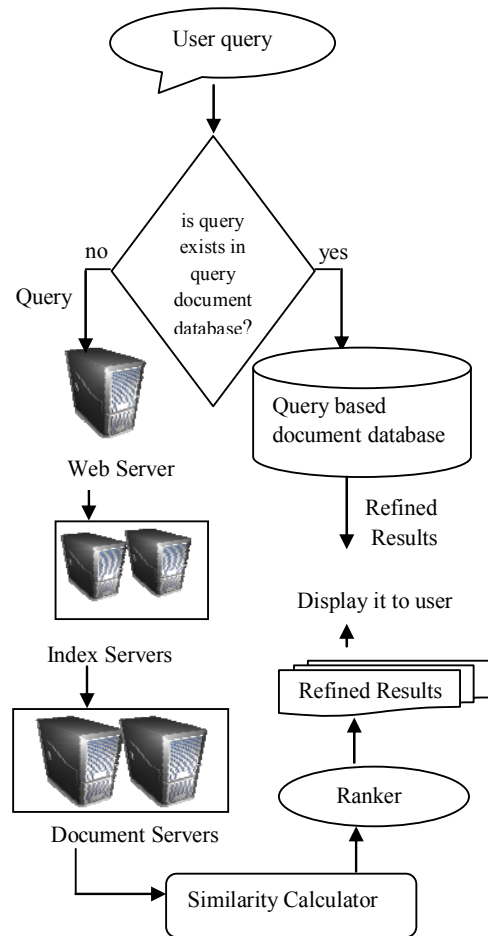 User query
is query
exists in
query
document
database?
no
yes
Query
Query based
document database
Web Server
Refined
Results
Display it to user
Index Servers
Refined Results
Ranker
Document Servers
Similarity Calculator